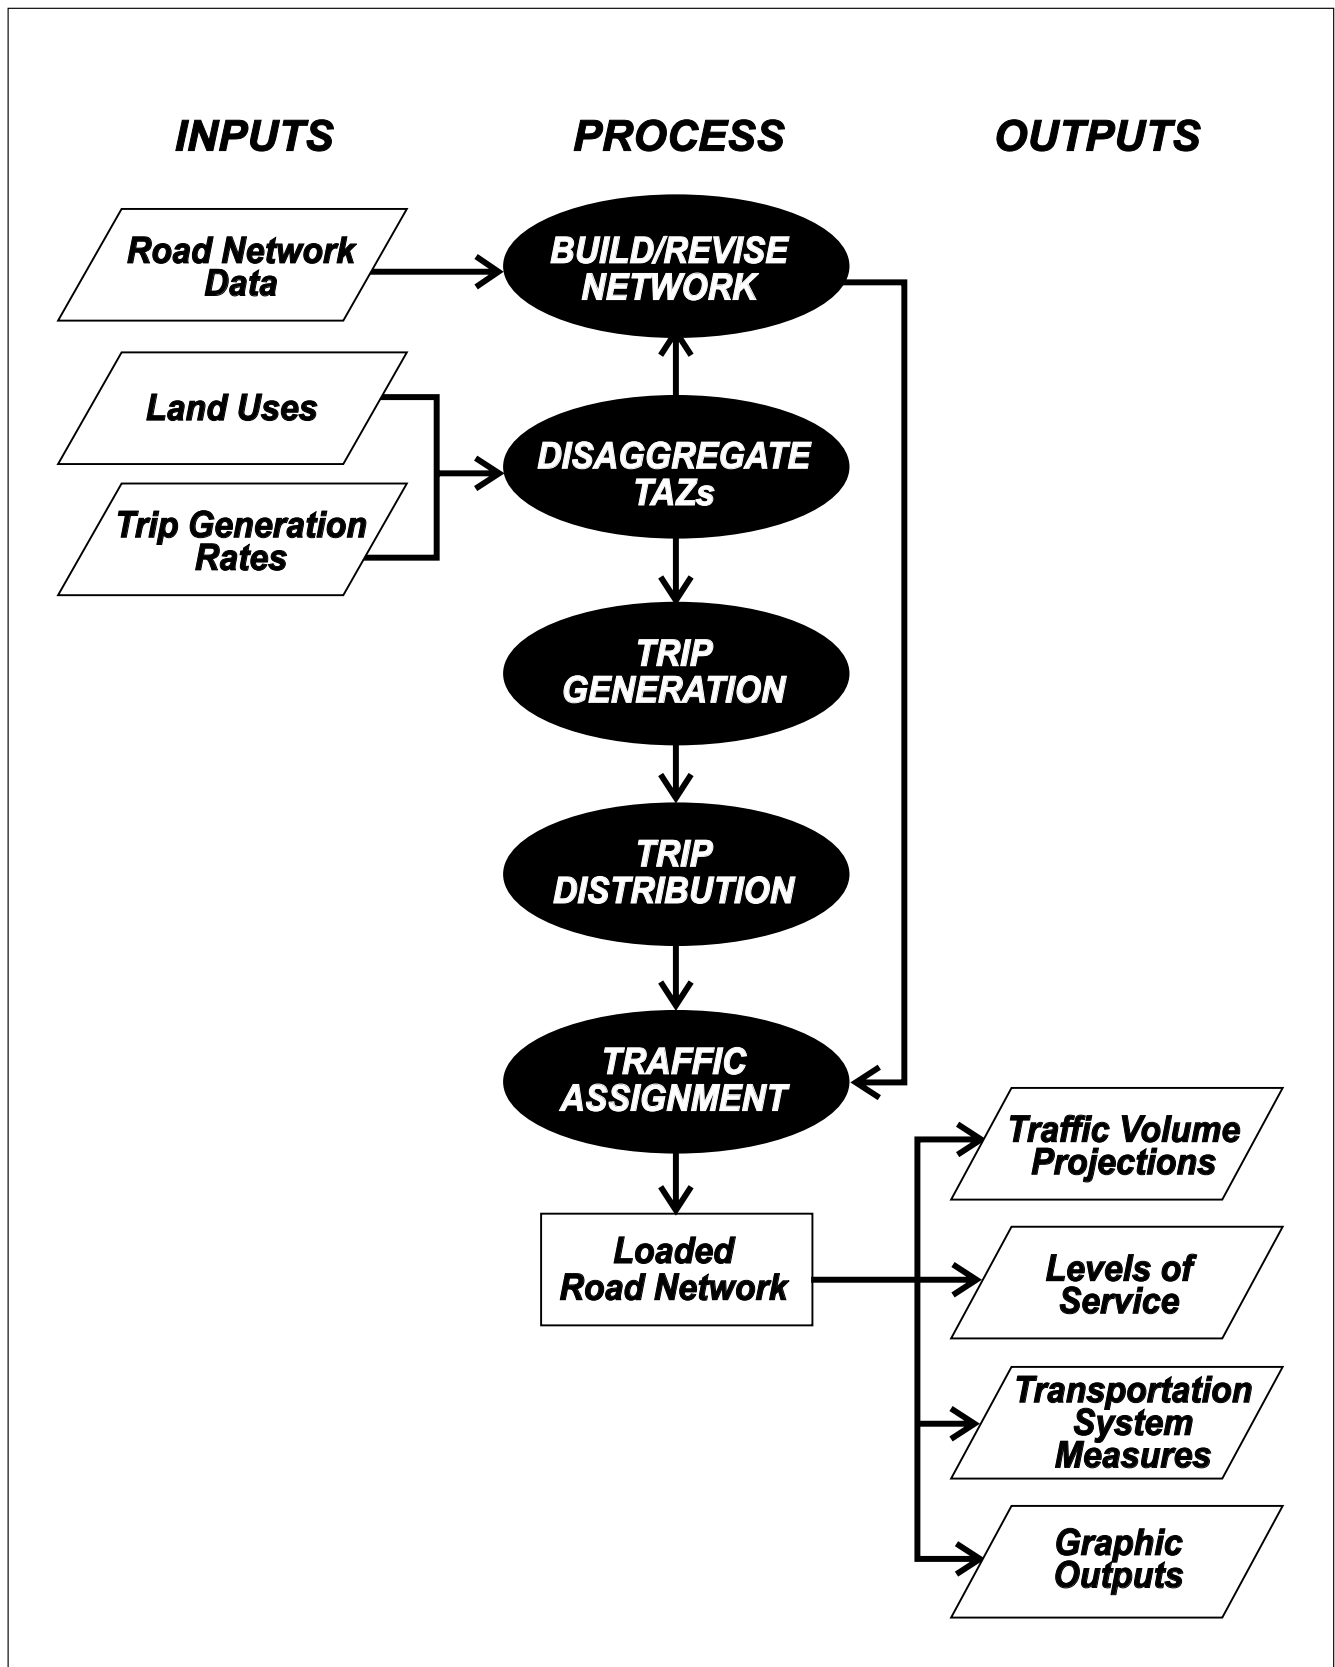 INPUTS
PROCESS
OUTPUTS
Road Network
Data
BUILD/REVISE
NETWORK
Land Uses
DISAGGREGATE
TAZs
Trip Generation
Rates
TRIP
GENERATION
TRIP
DISTRIBUTION
TRAFFIC
ASSIGNMENT
Loaded
Road Network
Traffic Volume
Projections
Levels of
Service
Transportation
System
Measures
Graphic
Outputs